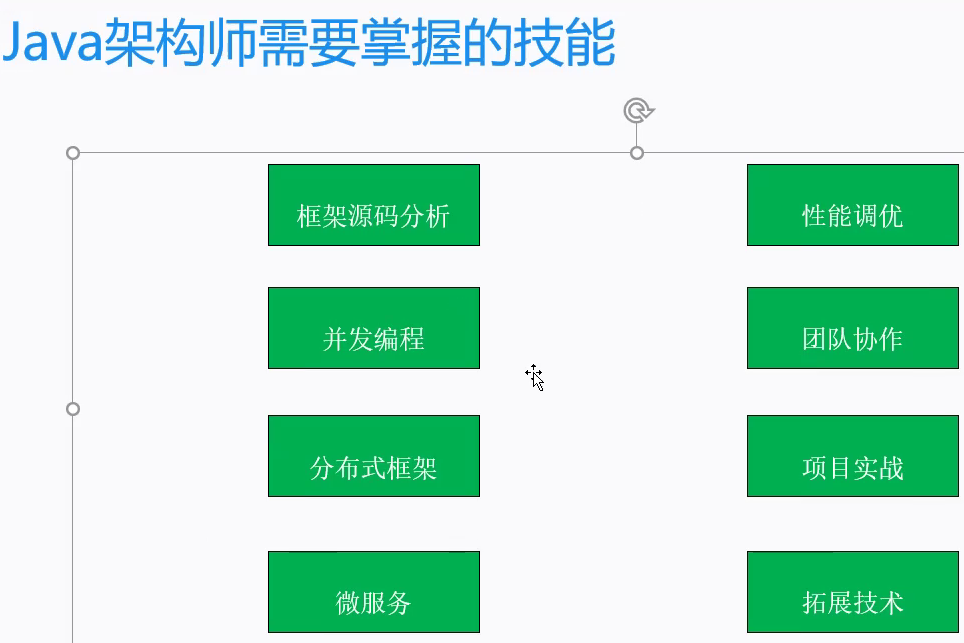 Java架构师需要掌握的技能
框架源码分析
性能调优
并发编程
团队协作
分布式框架
项目实战
微服务
拓展技术